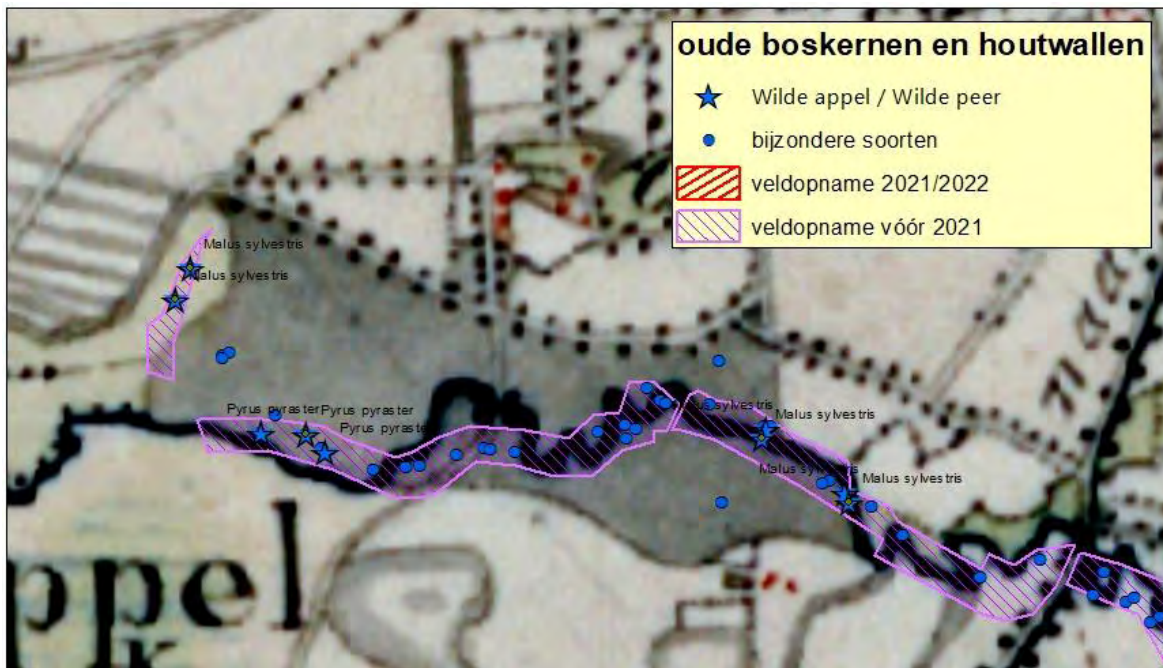 oude boskernen en houtwallen
Wilde appel / Wilde peer
bijzondere soorten
veldopname 2021/2022
veldopname vóór 2021
Malus sylvestris
Malus sylvestris
Pyrus pyraster Pyrus pyraster
Pyrus pyraster
sylvestris
Malus sylvestris
Malus sylvestris
Malus sylvestris
ppel